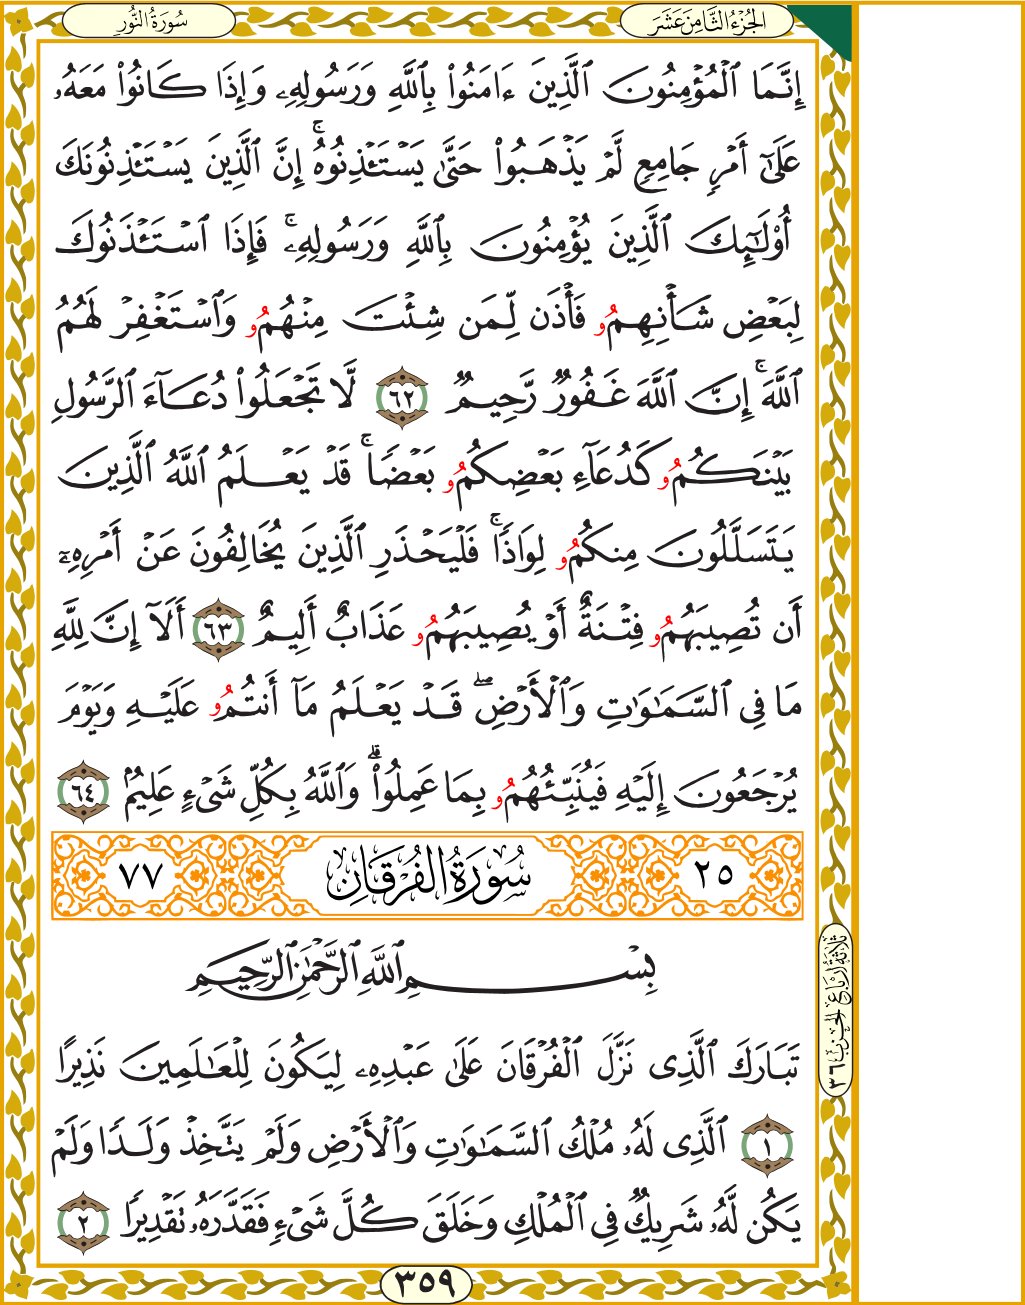 الجُزْءُ الثَّامِنَ عَشَرَ
سُورَةُ النُّورِ
إِنَّمَا ٱلْمُؤْمِنُونَ ٱلَّذِينَ ءَامَنُوا۟ بِٱللَّهِ وَرَسُولِهِۦ وَإِذَا كَانُوا۟ مَعَهُۥ
عَلَىٰٓ أَمْرٍ جَامِعٍ لَّمْ يَذْهَبُوا۟ حَتَّىٰ يَسْتَـْٔذِنُوهُ ۚ إِنَّ ٱلَّذِينَ يَسْتَـْٔذِنُونَكَ
أُو۟لَـٰٓئِكَ ٱلَّذِينَ يُؤْمِنُونَ بِٱللَّهِ وَرَسُولِهِۦ ۚ فَإِذَا ٱسْتَـْٔذَنُوكَ
لِبَعْضِ شَأْنِهِمُو فَأْذَن لِّمَن شِئْتَ مِنْهُمُو وَٱسْتَغْفِرْ لَهُمُ
ٱللَّهَ ۚ إِنَّ ٱللَّهَ غَفُورٌ رَّحِيمٌ ٦٢ لَّا تَجْعَلُوا۟ دُعَآءَ ٱلرَّسُولِ
بَيْنَكُمُو كَدُعَآءِ بَعْضِكُمُو بَعْضًا ۚ قَدْ يَعْلَمُ ٱللَّهُ ٱلَّذِينَ
يَتَسَلَّلُونَ مِنكُمُو لِوَاذًا ۚ فَلْيَحْذَرِ ٱلَّذِينَ يُخَالِفُونَ عَنْ أَمْرِهِۦٓ
أَن تُصِيبَهُمُو فِتْنَةٌ أَوْ يُصِيبَهُمُو عَذَابٌ أَلِيمٌ ٦٣ أَلَآ إِنَّ لِلَّهِ
مَا فِى ٱلسَّمَـٰوَٰتِ وَٱلْأَرْضِ ۖ قَدْ يَعْلَمُ مَآ أَنتُمُو عَلَيْهِ وَيَوْمَ
يُرْجَعُونَ إِلَيْهِ فَيُنَبِّئُهُمُو بِمَا عَمِلُوا۟ ۗ وَٱللَّهُ بِكُلِّ شَىْءٍ عَلِيمٌۢ ٦٤
٢٥ سُورَةُ الفُرْقَانِ ٧٧
بِسْمِ ٱللَّهِ ٱلرَّحْمَـٰنِ ٱلرَّحِيمِ
تَبَارَكَ ٱلَّذِى نَزَّلَ ٱلْفُرْقَانَ عَلَىٰ عَبْدِهِۦ لِيَكُونَ لِلْعَـٰلَمِينَ نَذِيرًا
١ ٱلَّذِى لَهُۥ مُلْكُ ٱلسَّمَـٰوَٰتِ وَٱلْأَرْضِ وَلَمْ يَتَّخِذْ وَلَدًا وَلَمْ
يَكُن لَّهُۥ شَرِيكٌ فِى ٱلْمُلْكِ وَخَلَقَ كُلَّ شَىْءٍ فَقَدَّرَهُۥ تَقْدِيرًا ٢
ثلاثة أرباع الحزب ٣٦
٣٥٩